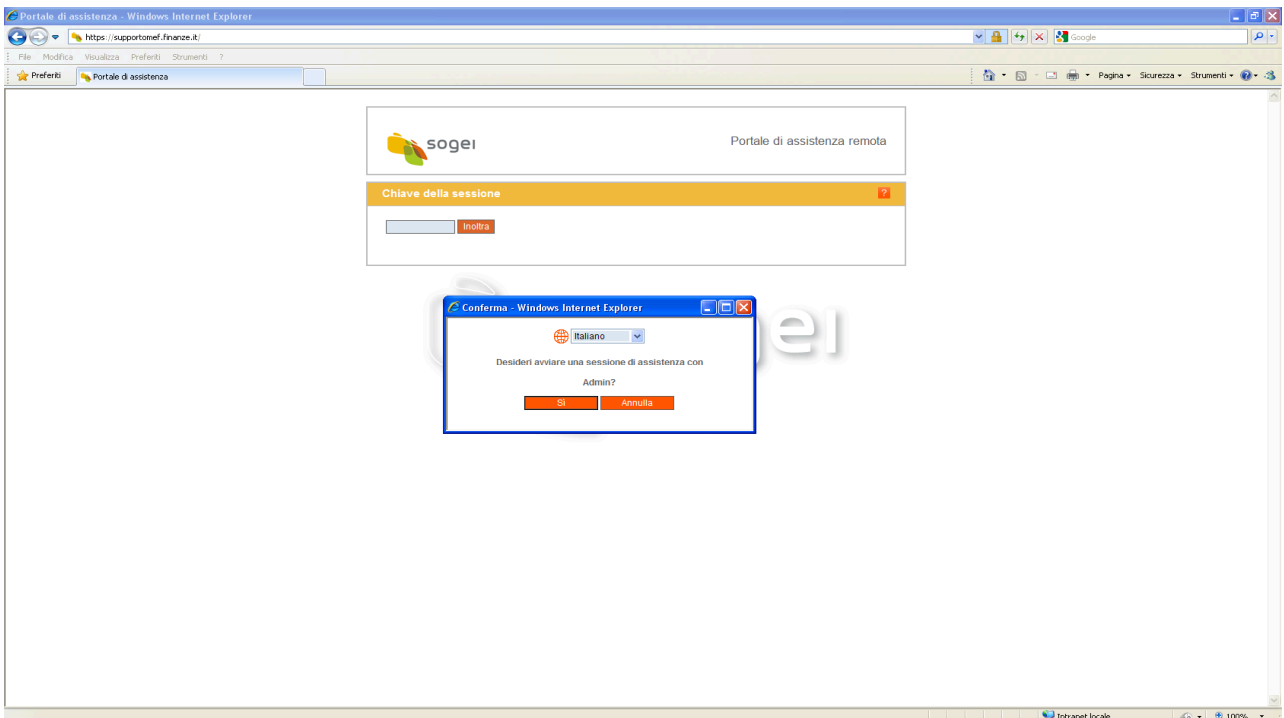 Portale di assistenza - Windows Internet Explorer
https://supportomef.finanze.it/
Google
File Modifica Visualizza Preferiti Strumenti ?
Preferiti
Portale di assistenza
Pagina
Sicurezza
Strumenti
sogei
Portale di assistenza remota
Chiave della sessione
?
Inoltra
Conferma - Windows Internet Explorer
Italiano
Desideri avviare una sessione di assistenza con
Admin?
Sì
Annulla
ei
Intranet locale
100%